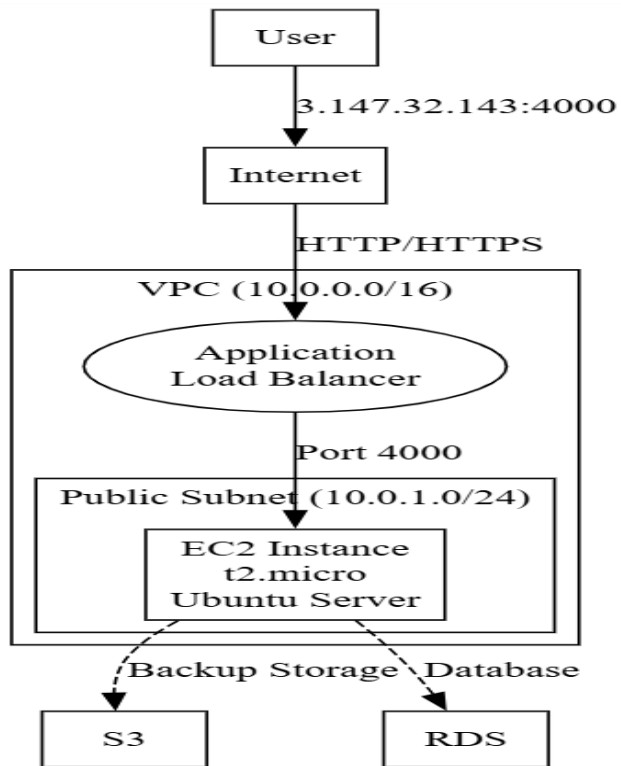 User
3.147.32.143:4000
Internet
HTTP/HTTPS
VPC (10.0.0.0/16)
Application
Load Balancer
Port 4000
Public Subnet (10.0.1.0/24)
EC2 Instance
t2.micro
Ubuntu Server
Backup Storage
Database
S3
RDS